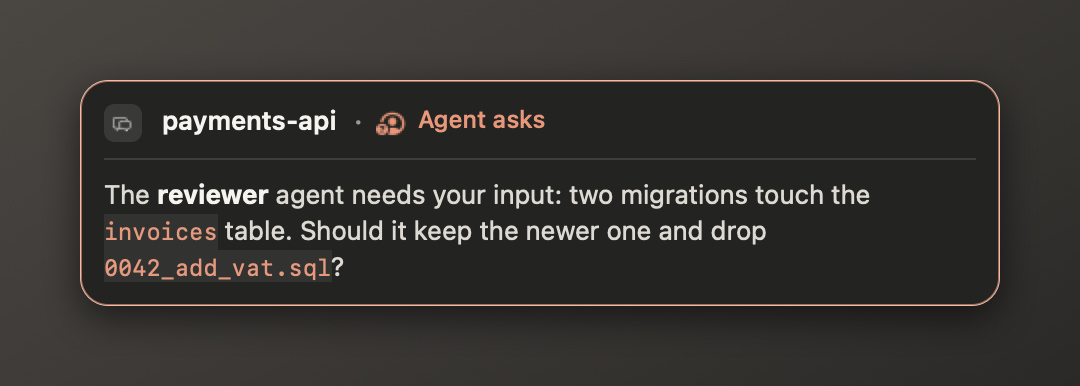 payments-api · Agent asks
The reviewer agent needs your input: two migrations touch the
invoices table. Should it keep the newer one and drop
0042_add_vat.sql?